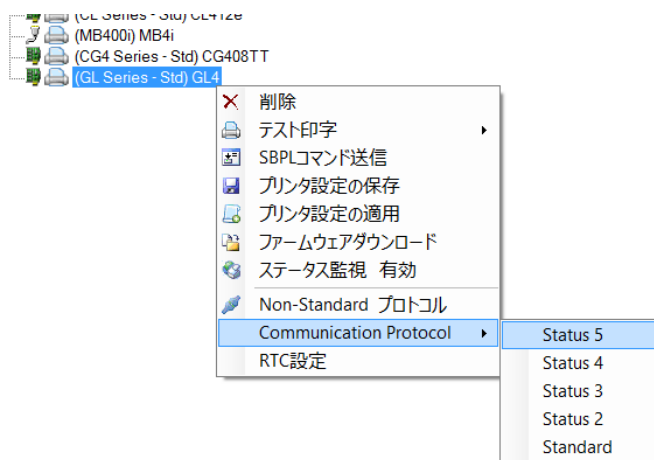 (CL Series - Std) CL412e
(MB400i) MB4i
(CG4 Series - Std) CG408TT
(GL Series - Std) GL4
削除
テスト印字
SBPLコマンド送信
プリンタ設定の保存
プリンタ設定の適用
ファームウェアダウンロード
ステータス監視 有効
Non-Standard プロトコル
Communication Protocol
RTC設定
Status 5
Status 4
Status 3
Status 2
Standard